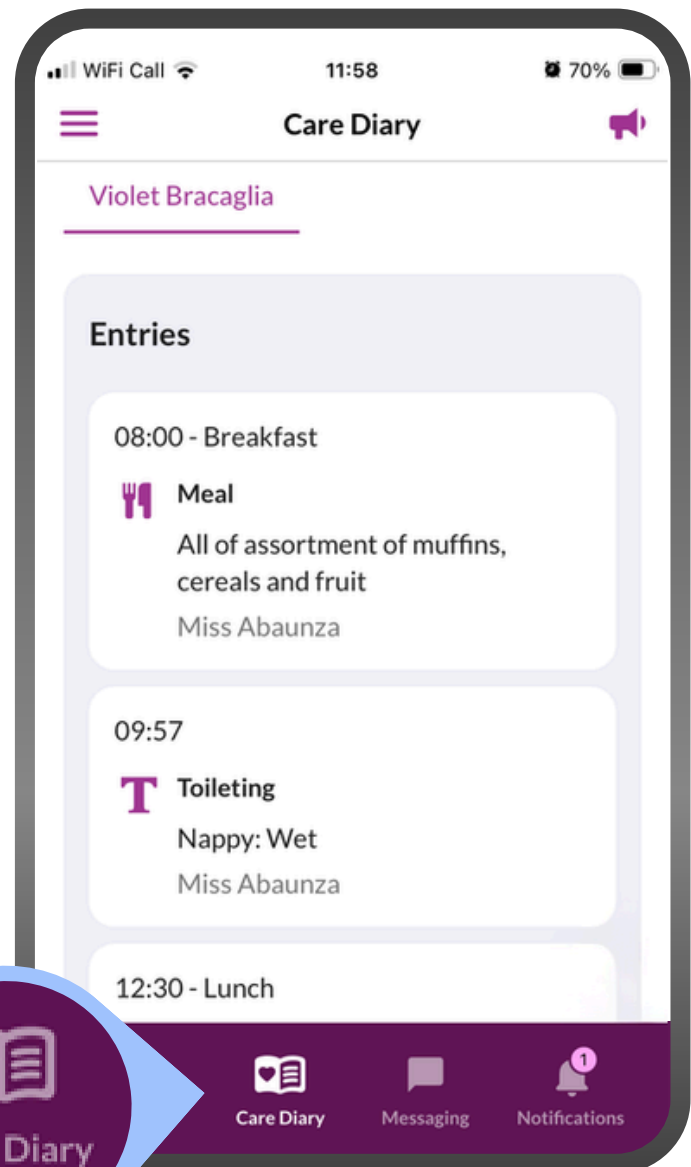 WiFi Call 11:58 70%
Care Diary
Violet Bracaglia
Entries
08:00 - Breakfast
Meal
All of assortment of muffins,
cereals and fruit
Miss Abaunza
09:57
T Toileting
Nappy: Wet
Miss Abaunza
12:30 - Lunch
1
Care Diary Messaging Notifications
Diary